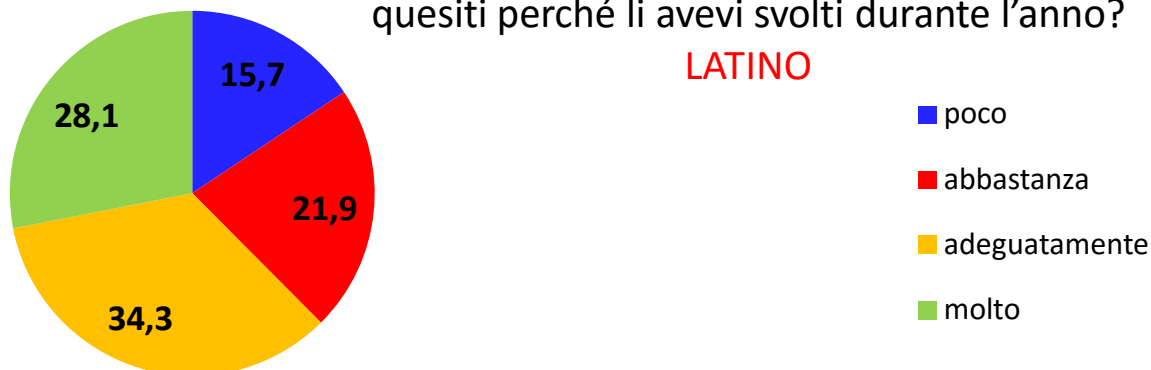 quesiti perché li avevi svolti durante l'anno?
LATINO
15,7
28,1
21,9
34,3
poco
abbastanza
adeguatamente
molto